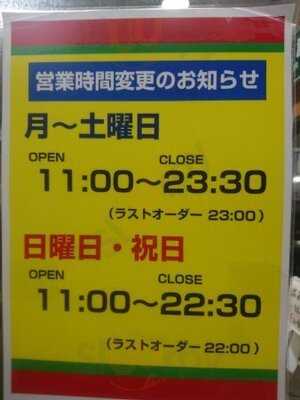 営業時間変更のお知らせ
月～土曜日
OPEN CLOSE
11:00～23:30
(ラストオーダー 23:00)
日曜日・祝日
OPEN CLOSE
11:00～22:30
(ラストオーダー 22:00)